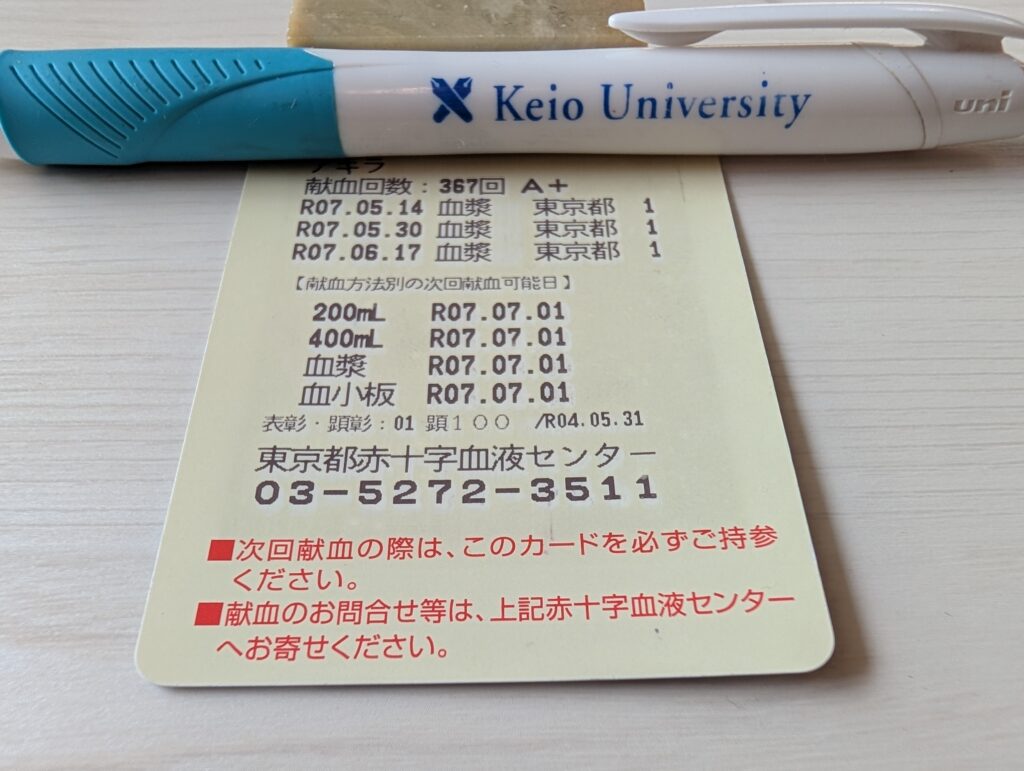 Keio University
uni
アキラ
献血回数：367回 A+
R07.05.14 血漿 東京都 1
R07.05.30 血漿 東京都 1
R07.06.17 血漿 東京都 1
【献血方法別の次回献血可能日】
200mL R07.07.01
400mL R07.07.01
血漿 R07.07.01
血小板 R07.07.01
表彰・顕彰：01 顕１００ /R04.05.31
東京都赤十字血液センター
03-5272-3511
■次回献血の際は、このカードを必ずご持参
ください。
■献血のお問合せ等は、上記赤十字血液センター
へお寄せください。